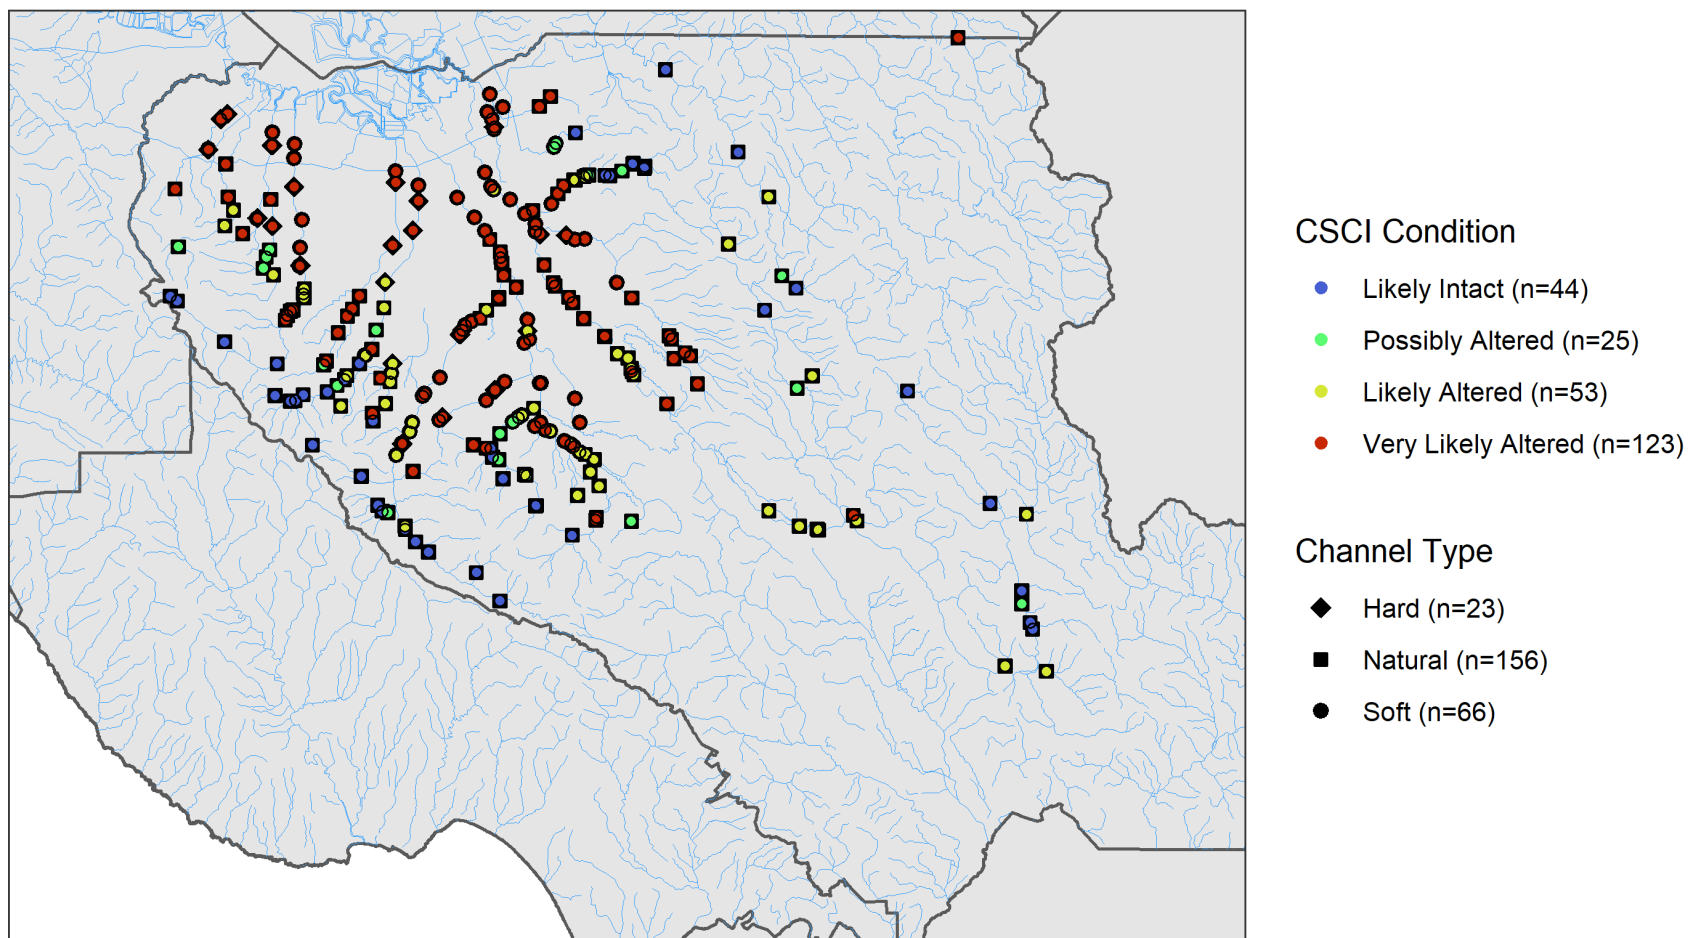 CSCI Condition
Likely Intact (n=44)
Possibly Altered (n=25)
Likely Altered (n=53)
Very Likely Altered (n=123)
Channel Type
Hard (n=23)
Natural (n=156)
Soft (n=66)